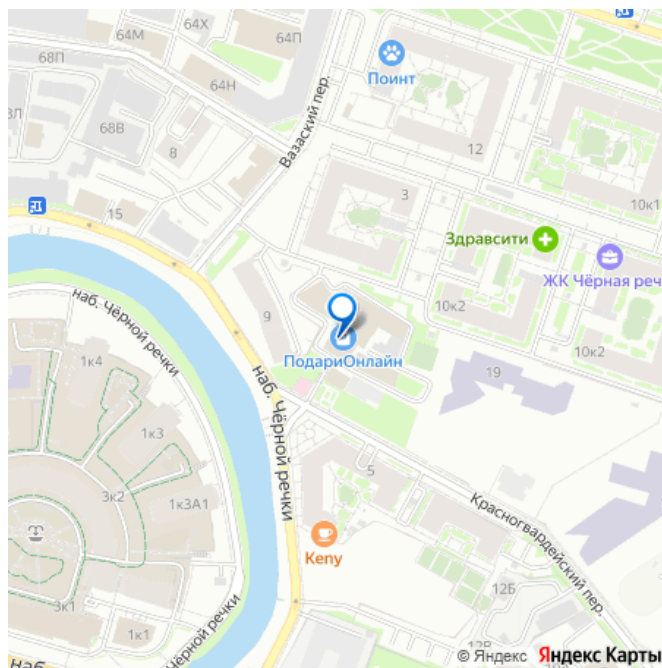 64М
64Х
64П
68П
64Н
Поинт
Вазаский пер.
3Л
68В
8
12
15
3
10к1
Здравсити
ЖК Чёрная реч
наб. Чёрной речки
9
10к2
ПодариОнлайн
10к2
1к4
19
наб. Чёрной речки
1к3
3к2
1к3А1
5
Красногвардейский пер.
Keny
3к1
1к1
12Б
12В
Чёрной речки
наб.
© Яндекс Яндекс Карты